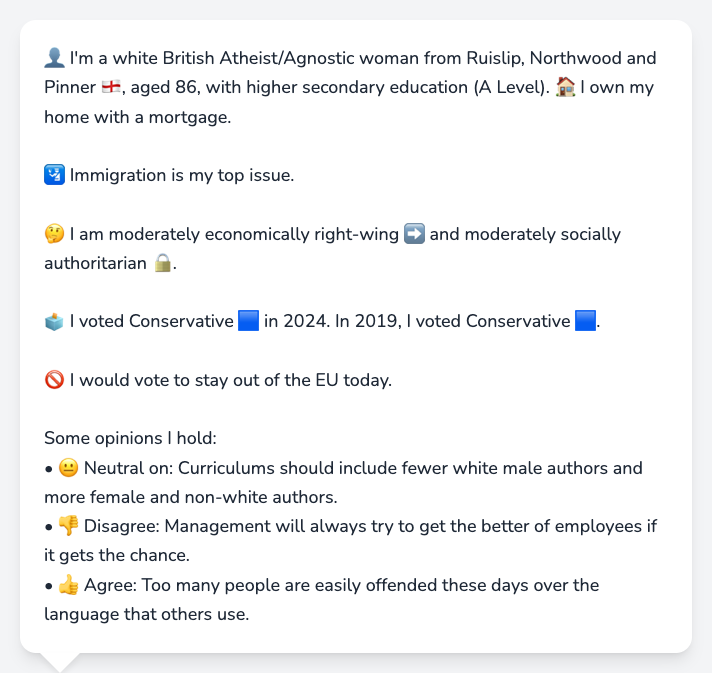 👤 I'm a white British Atheist/Agnostic woman from Ruislip, Northwood and
Pinner 🏴󠁧󠁢󠁥󠁮󠁧󠁿, aged 86, with higher secondary education (A Level). 🏠 I own my
home with a mortgage.
🛂 Immigration is my top issue.
🤔 I am moderately economically right-wing ➡️ and moderately socially
authoritarian 🔒.
🗳️ I voted Conservative 🟦 in 2024. In 2019, I voted Conservative 🟦.
🚫 I would vote to stay out of the EU today.
Some opinions I hold:
• 😐 Neutral on: Curriculums should include fewer white male authors and
more female and non-white authors.
• 👎 Disagree: Management will always try to get the better of employees if
it gets the chance.
• 👍 Agree: Too many people are easily offended these days over the
language that others use.